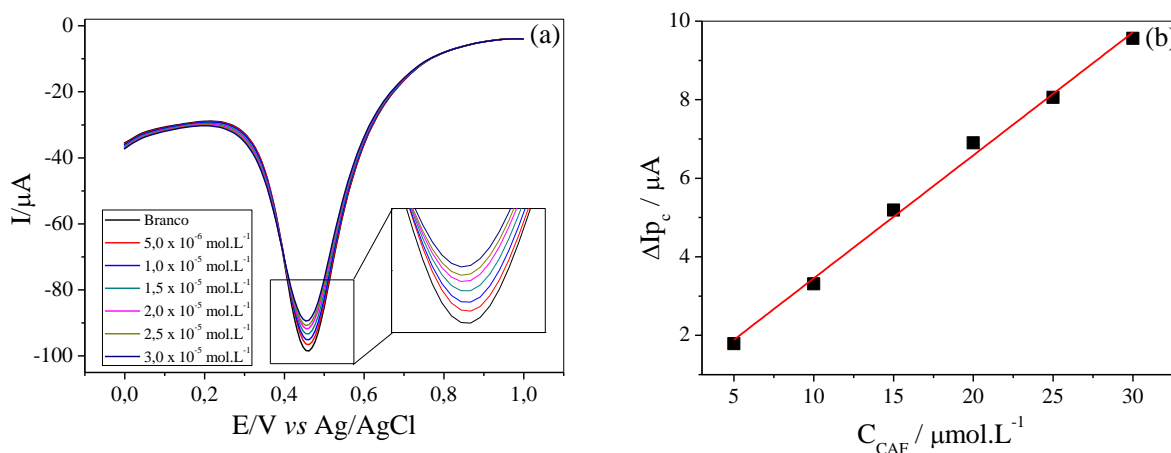 (a)
0
-20
-40
-60
-80
-100
I/µA
Branco
5,0 x 10⁻⁶ mol.L⁻¹
1,0 x 10⁻⁵ mol.L⁻¹
1,5 x 10⁻⁵ mol.L⁻¹
2,0 x 10⁻⁵ mol.L⁻¹
2,5 x 10⁻⁵ mol.L⁻¹
3,0 x 10⁻⁵ mol.L⁻¹
0,0 0,2 0,4 0,6 0,8 1,0
E/V vs Ag/AgCl
(b)
10
8
6
4
2
ΔIp_c / µA
5 10 15 20 25 30
C_CAF / µmol.L⁻¹